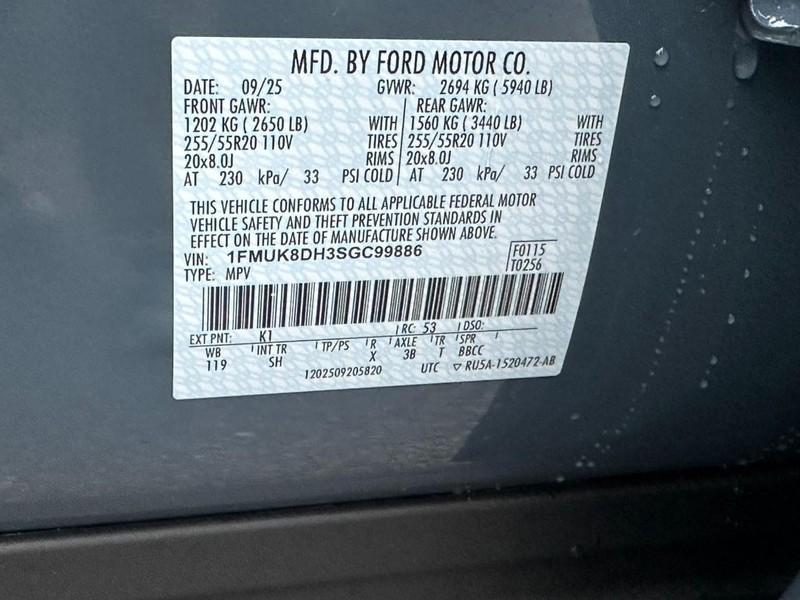 MFD. BY FORD MOTOR CO.
DATE: 09/25 GVWR: 2694 KG ( 5940 LB)
FRONT GAWR: REAR GAWR:
1202 KG ( 2650 LB) WITH 1560 KG ( 3440 LB) WITH
255/55R20 110V TIRES 255/55R20 110V TIRES
20x8.0J RIMS 20x8.0J RIMS
AT 230 kPa/ 33 PSI COLD AT 230 kPa/ 33 PSI COLD
THIS VEHICLE CONFORMS TO ALL APPLICABLE FEDERAL MOTOR
VEHICLE SAFETY AND THEFT PREVENTION STANDARDS IN
EFFECT ON THE DATE OF MANUFACTURE SHOWN ABOVE.
VIN: 1FMUK8DH3SGC99886 F0115
TYPE: MPV T0256
EXT PNT: K1 RC: 53 DSO:
WB INT TR TP/PS R AXLE TR SPR
119 SH X 3B T BBCC
1202509205820 UTC ▽ RU5A-1520472-AB